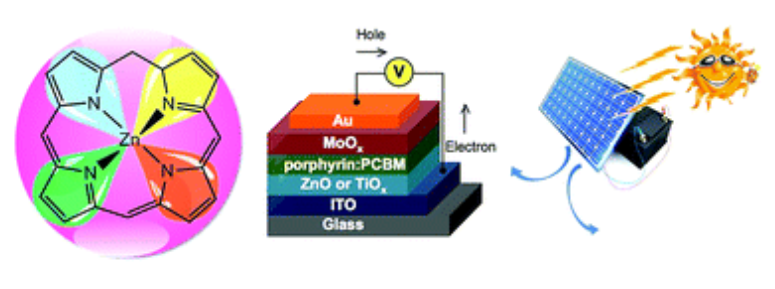 N
N
Zn
N
N
Hole
V
Au
MoOₓ
Electron
porphyrin:PCBM
ZnO or TiOₓ
ITO
Glass